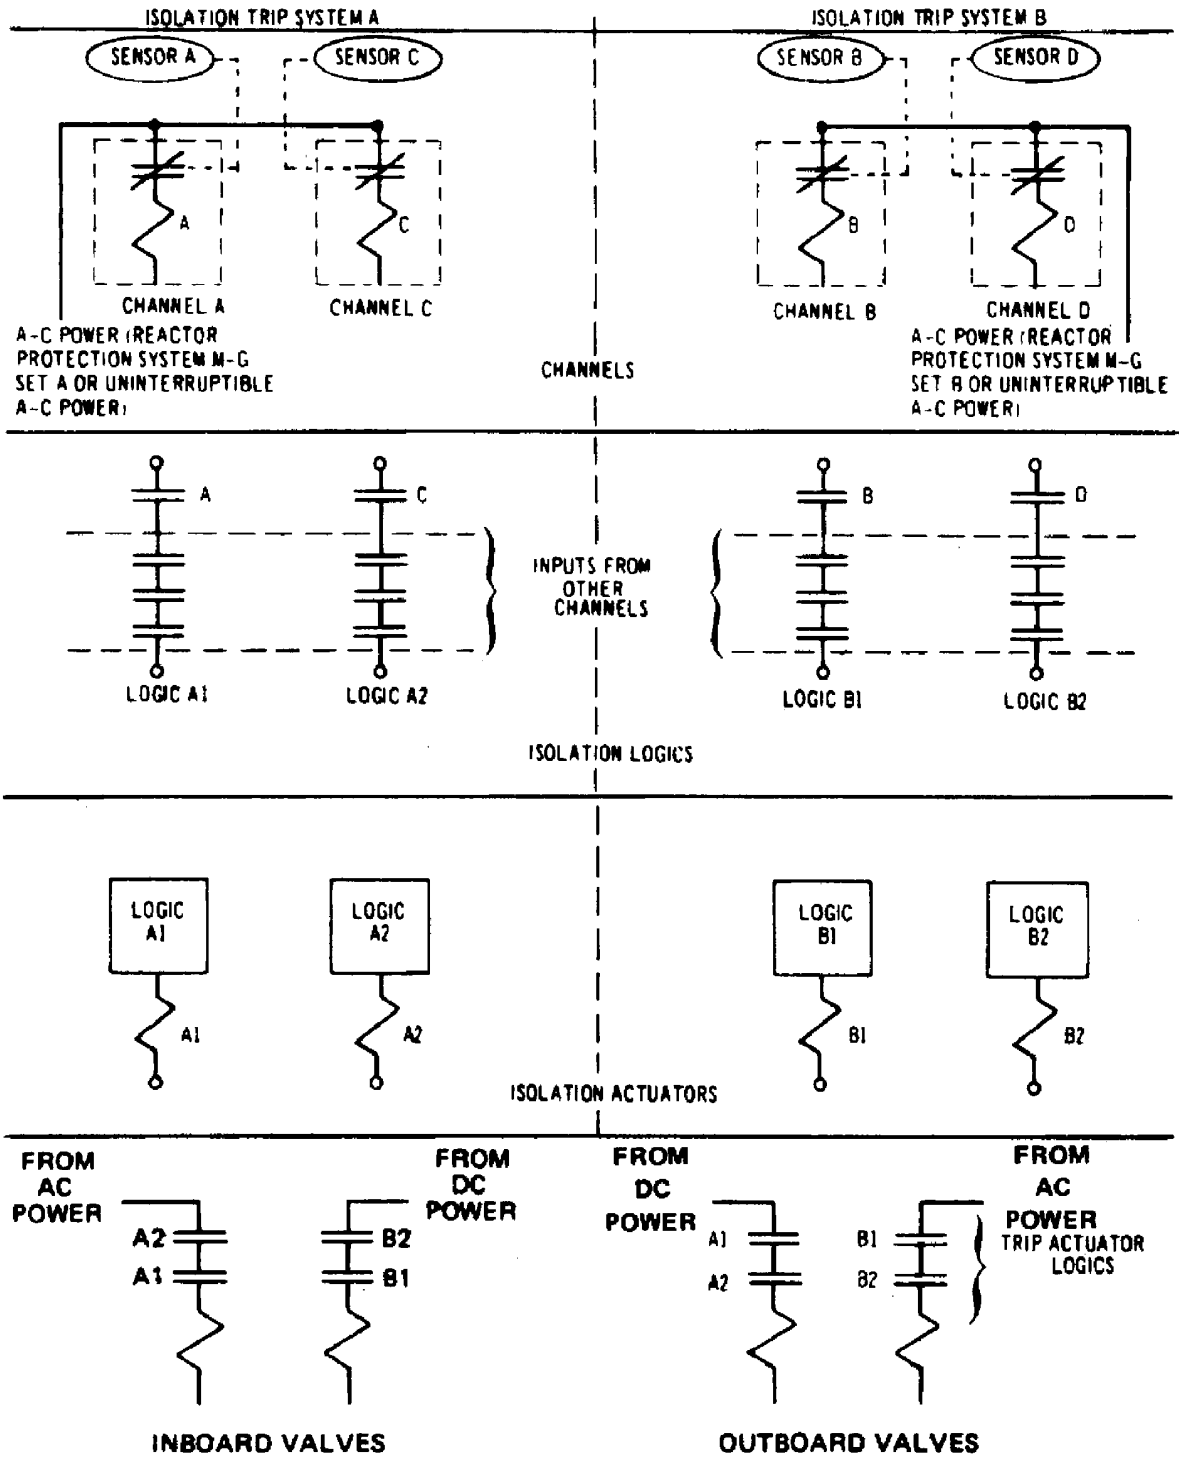 ISOLATION TRIP SYSTEM A
ISOLATION TRIP SYSTEM B
SENSOR A
SENSOR C
SENSOR B
SENSOR D
A
C
B
D
CHANNEL A
CHANNEL C
CHANNEL B
CHANNEL D
A-C POWER (REACTOR
PROTECTION SYSTEM M-G
SET A OR UNINTERRUPTIBLE
A-C POWER)
A-C POWER (REACTOR
PROTECTION SYSTEM M-G
SET B OR UNINTERRUPTIBLE
A-C POWER)
CHANNELS
A
C
B
D
INPUTS FROM
OTHER
CHANNELS
LOGIC A1
LOGIC A2
LOGIC B1
LOGIC B2
ISOLATION LOGICS
LOGIC
A1
LOGIC
A2
LOGIC
B1
LOGIC
B2
A1
A2
B1
B2
ISOLATION ACTUATORS
FROM
AC
POWER
FROM
DC
POWER
FROM
DC
POWER
FROM
AC
POWER
A2
A1
B2
B1
A1
A2
B1
B2
TRIP ACTUATOR
LOGICS
INBOARD VALVES
OUTBOARD VALVES